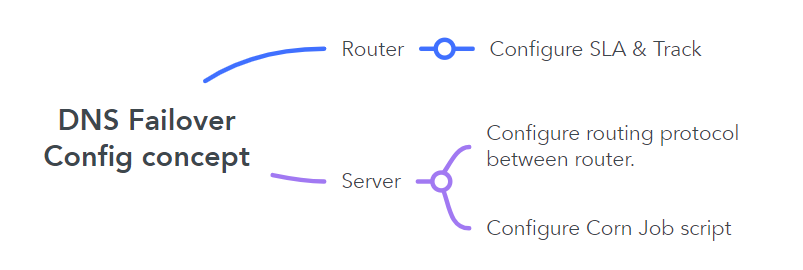 DNS Failover
Config concept
Router
Configure SLA & Track
Server
Configure routing protocol
between router.
Configure Corn Job script